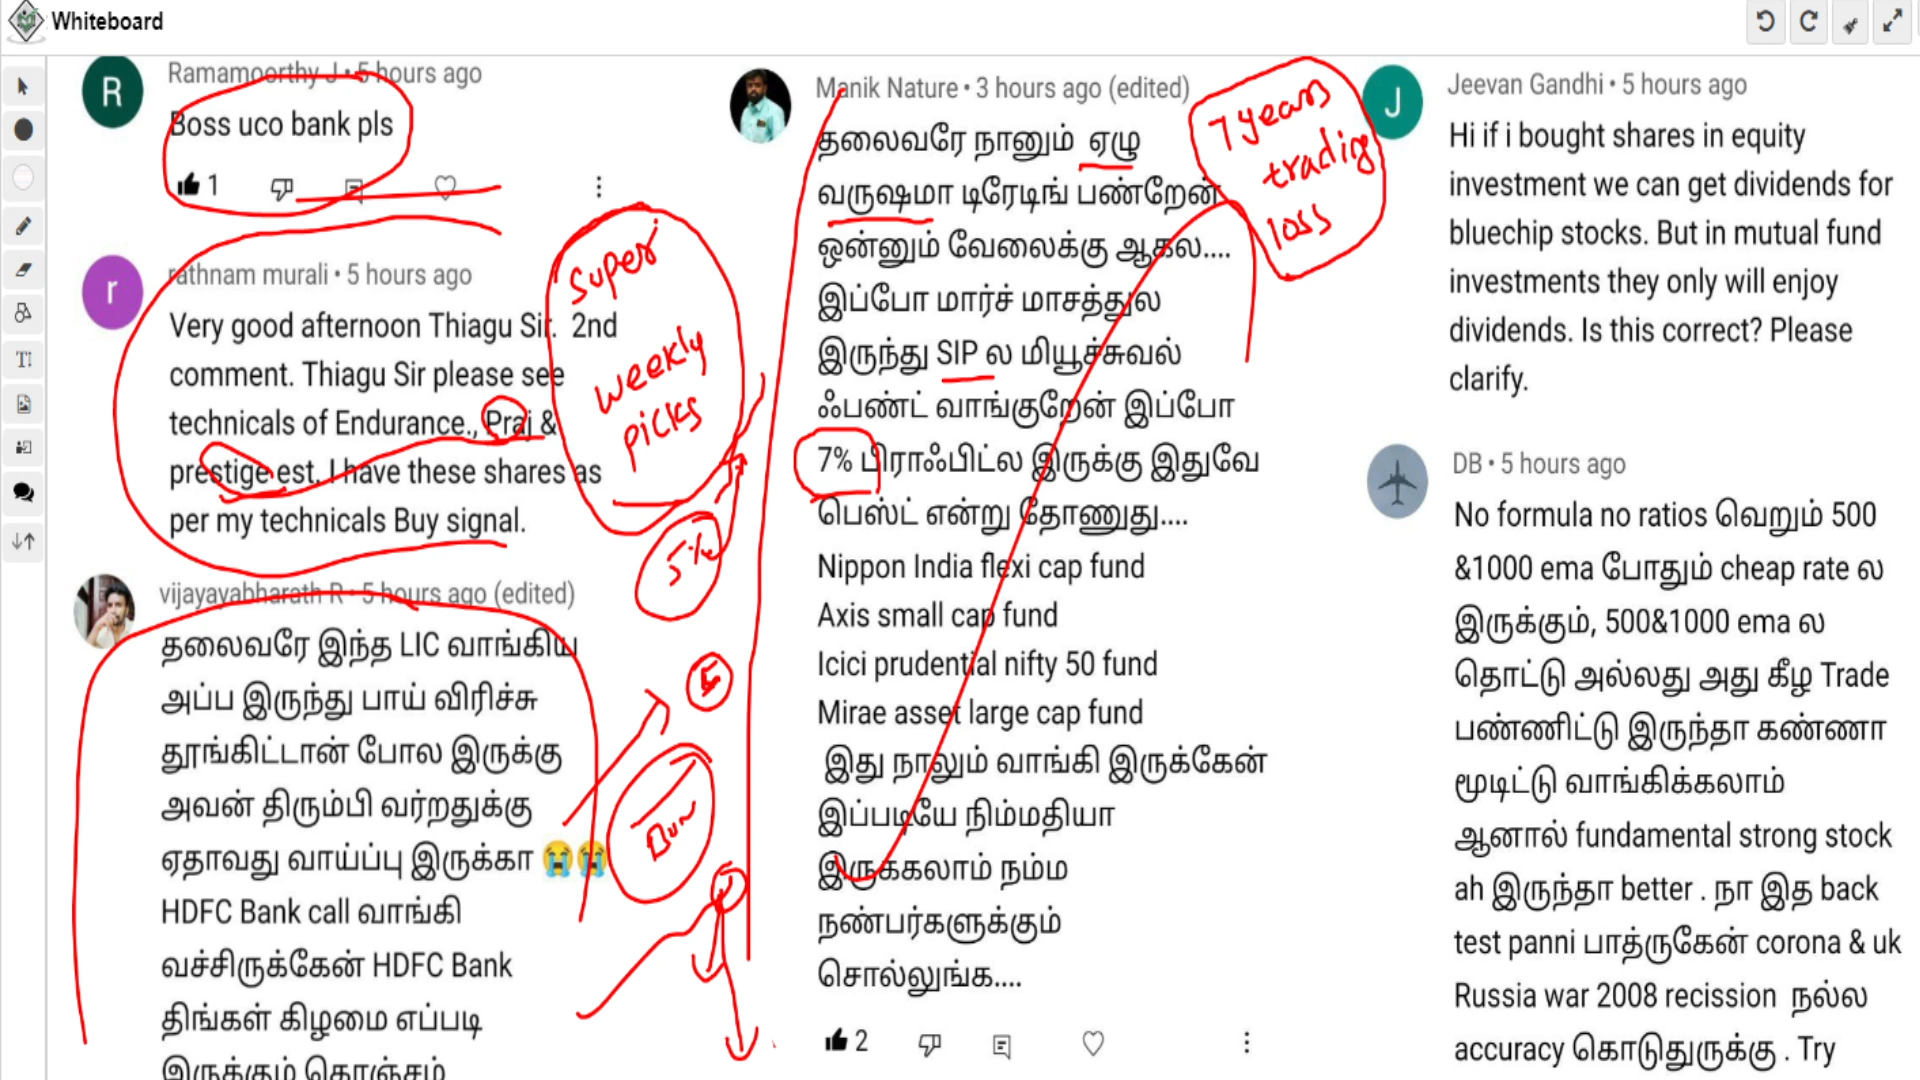 Whiteboard
R
Ramamoorthy J • 5 hours ago
Boss uco bank pls
1
r
rathnam murali • 5 hours ago
Very good afternoon Thiagu Sir. 2nd
comment. Thiagu Sir please see
technicals of Endurance., Praj &
prestige est. I have these shares as
per my technicals Buy signal.
vijayavabharath R • 5 hours ago (edited)
தலைவரே இந்த LIC வாங்கிய
அப்ப இருந்து பாய் விரிச்சு
தூங்கிட்டான் போல இருக்கு
அவன் திரும்பி வர்றதுக்கு
ஏதாவது வாய்ப்பு இருக்கா 😭😭
HDFC Bank call வாங்கி
வச்சிருக்கேன் HDFC Bank
திங்கள் கிழமை எப்படி
இருக்கும் கொஞ்சம்
super
weekly
picks
5%
Manik Nature • 3 hours ago (edited)
தலைவரே நானும் ஏழு
வருஷமா டிரேடிங் பண்றேன்
ஒன்னும் வேலைக்கு ஆகல....
இப்போ மார்ச் மாசத்துல
இருந்து SIP ல மியூச்சுவல்
ஃபண்ட் வாங்குறேன் இப்போ
7% பிராஃபிட்ல இருக்கு இதுவே
பெஸ்ட் என்று தோணுது....
Nippon India flexi cap fund
Axis small cap fund
Icici prudential nifty 50 fund
Mirae asset large cap fund
இது நாலும் வாங்கி இருக்கேன்
இப்படியே நிம்மதியா
இருக்கலாம் நம்ம
நண்பர்களுக்கும்
சொல்லுங்க....
2
7 years
trading
loss
J
Jeevan Gandhi • 5 hours ago
Hi if i bought shares in equity
investment we can get dividends for
bluechip stocks. But in mutual fund
investments they only will enjoy
dividends. Is this correct? Please
clarify.
DB • 5 hours ago
No formula no ratios வெறும் 500
&1000 ema போதும் cheap rate ல
இருக்கும், 500&1000 ema ல
தொட்டு அல்லது அது கீழ Trade
பண்ணிட்டு இருந்தா கண்ணா
மூடிட்டு வாங்கிக்கலாம்
ஆனால் fundamental strong stock
ah இருந்தா better . நா இத back
test panni பாத்ருகேன் corona & uk
Russia war 2008 recission நல்ல
accuracy கொடுதுருக்கு . Try